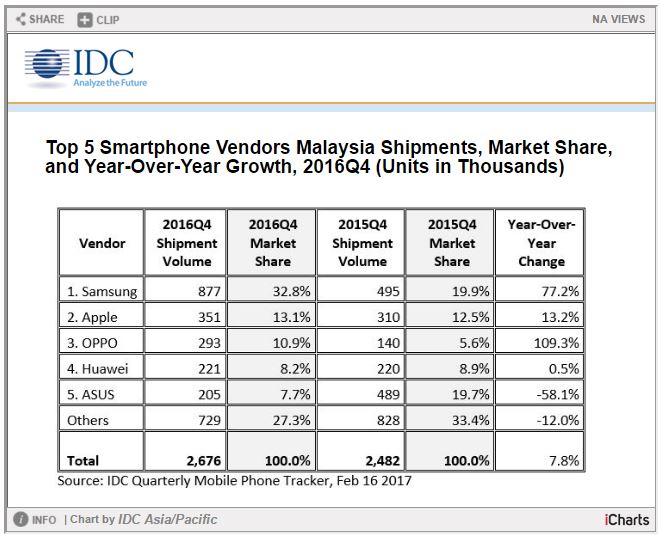 SHARE CLIP NA VIEWS
IDC
Analyze the Future
Top 5 Smartphone Vendors Malaysia Shipments, Market Share,
and Year-Over-Year Growth, 2016Q4 (Units in Thousands)
Vendor 2016Q4 Shipment Volume 2016Q4 Market Share 2015Q4 Shipment Volume 2015Q4 Market Share Year-Over-Year Change
1. Samsung 877 32.8% 495 19.9% 77.2%
2. Apple 351 13.1% 310 12.5% 13.2%
3. OPPO 293 10.9% 140 5.6% 109.3%
4. Huawei 221 8.2% 220 8.9% 0.5%
5. ASUS 205 7.7% 489 19.7% -58.1%
Others 729 27.3% 828 33.4% -12.0%
Total 2,676 100.0% 2,482 100.0% 7.8%
Source: IDC Quarterly Mobile Phone Tracker, Feb 16 2017
i INFO | Chart by IDC Asia/Pacific iCharts